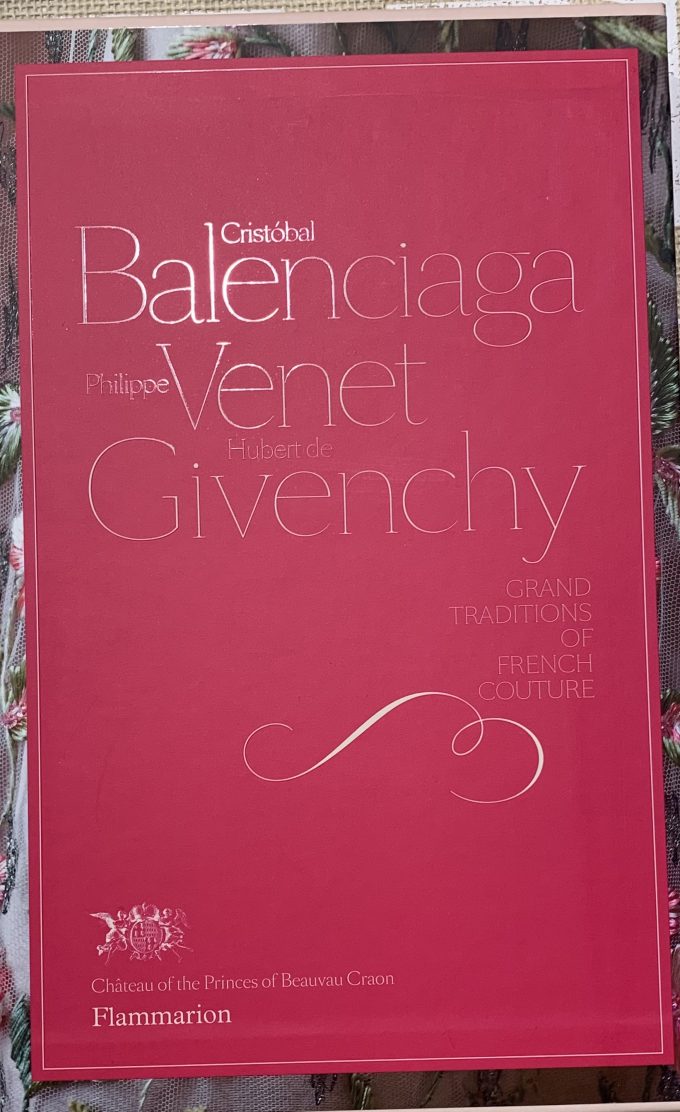 Cristóbal
Balenciaga
Philippe Venet
Hubert de
Givenchy
GRAND
TRADITIONS
OF
FRENCH
COUTURE
Château of the Princes of Beauvau Craon
Flammarion